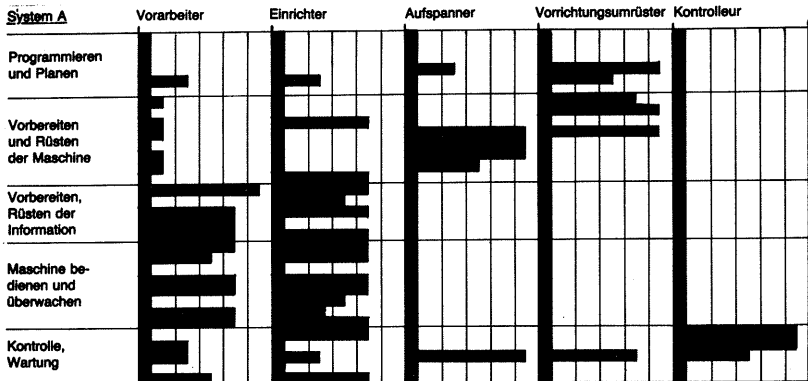 System A
Vorarbeiter
Einrichter
Aufspanner
Vorrichtungsumrüster
Kontrolleur
Programmieren
und Planen
Vorbereiten
und Rüsten
der Maschine
Vorbereiten,
Rüsten der
Information
Maschine be-
dienen und
überwachen
Kontrolle,
Wartung